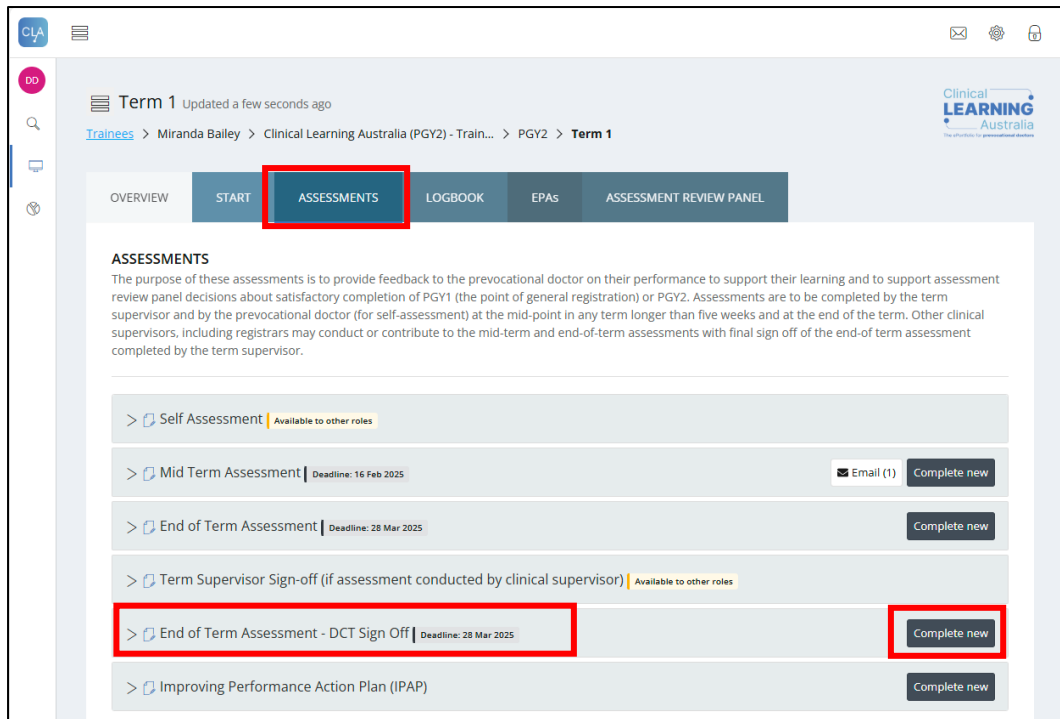 CLA
DD
Term 1 Updated a few seconds ago
Clinical
LEARNING
Australia
The ePortfolio for prevocational doctors
Trainees > Miranda Bailey > Clinical Learning Australia (PGY2) - Train... > PGY2 > Term 1
OVERVIEW START ASSESSMENTS LOGBOOK EPAs ASSESSMENT REVIEW PANEL
ASSESSMENTS
The purpose of these assessments is to provide feedback to the prevocational doctor on their performance to support their learning and to support assessment
review panel decisions about satisfactory completion of PGY1 (the point of general registration) or PGY2. Assessments are to be completed by the term
supervisor and by the prevocational doctor (for self-assessment) at the mid-point in any term longer than five weeks and at the end of the term. Other clinical
supervisors, including registrars may conduct or contribute to the mid-term and end-of-term assessments with final sign off of the end-of term assessment
completed by the term supervisor.
> Self Assessment Available to other roles
> Mid Term Assessment Deadline: 16 Feb 2025 Email (1) Complete new
> End of Term Assessment Deadline: 28 Mar 2025 Complete new
> Term Supervisor Sign-off (if assessment conducted by clinical supervisor) Available to other roles
> End of Term Assessment - DCT Sign Off Deadline: 28 Mar 2025 Complete new
> Improving Performance Action Plan (IPAP) Complete new